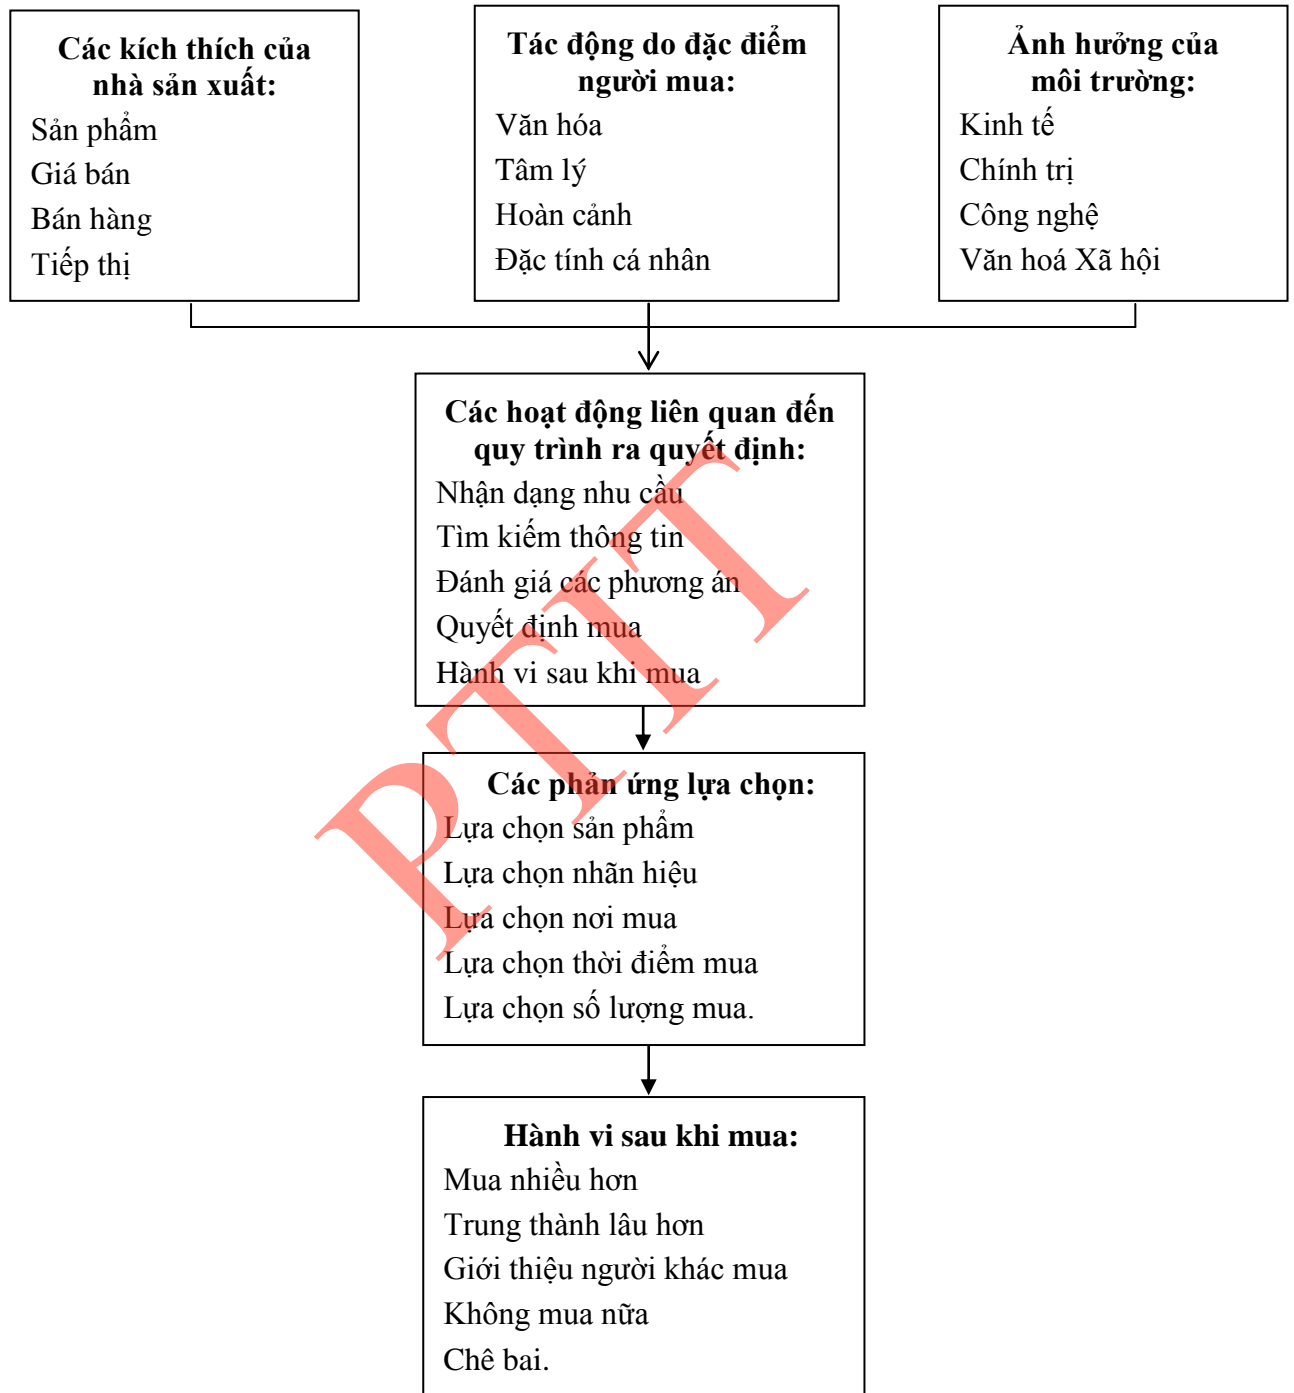 Các kích thích của
nhà sản xuất:
Sản phẩm
Giá bán
Bán hàng
Tiếp thị
Tác động do đặc điểm
người mua:
Văn hóa
Tâm lý
Hoàn cảnh
Đặc tính cá nhân
Ảnh hưởng của
môi trường:
Kinh tế
Chính trị
Công nghệ
Văn hoá Xã hội
Các hoạt động liên quan đến
quy trình ra quyết định:
Nhận dạng nhu cầu
Tìm kiếm thông tin
Đánh giá các phương án
Quyết định mua
Hành vi sau khi mua
Các phản ứng lựa chọn:
Lựa chọn sản phẩm
Lựa chọn nhãn hiệu
Lựa chọn nơi mua
Lựa chọn thời điểm mua
Lựa chọn số lượng mua.
Hành vi sau khi mua:
Mua nhiều hơn
Trung thành lâu hơn
Giới thiệu người khác mua
Không mua nữa
Chê bai.
PTIT